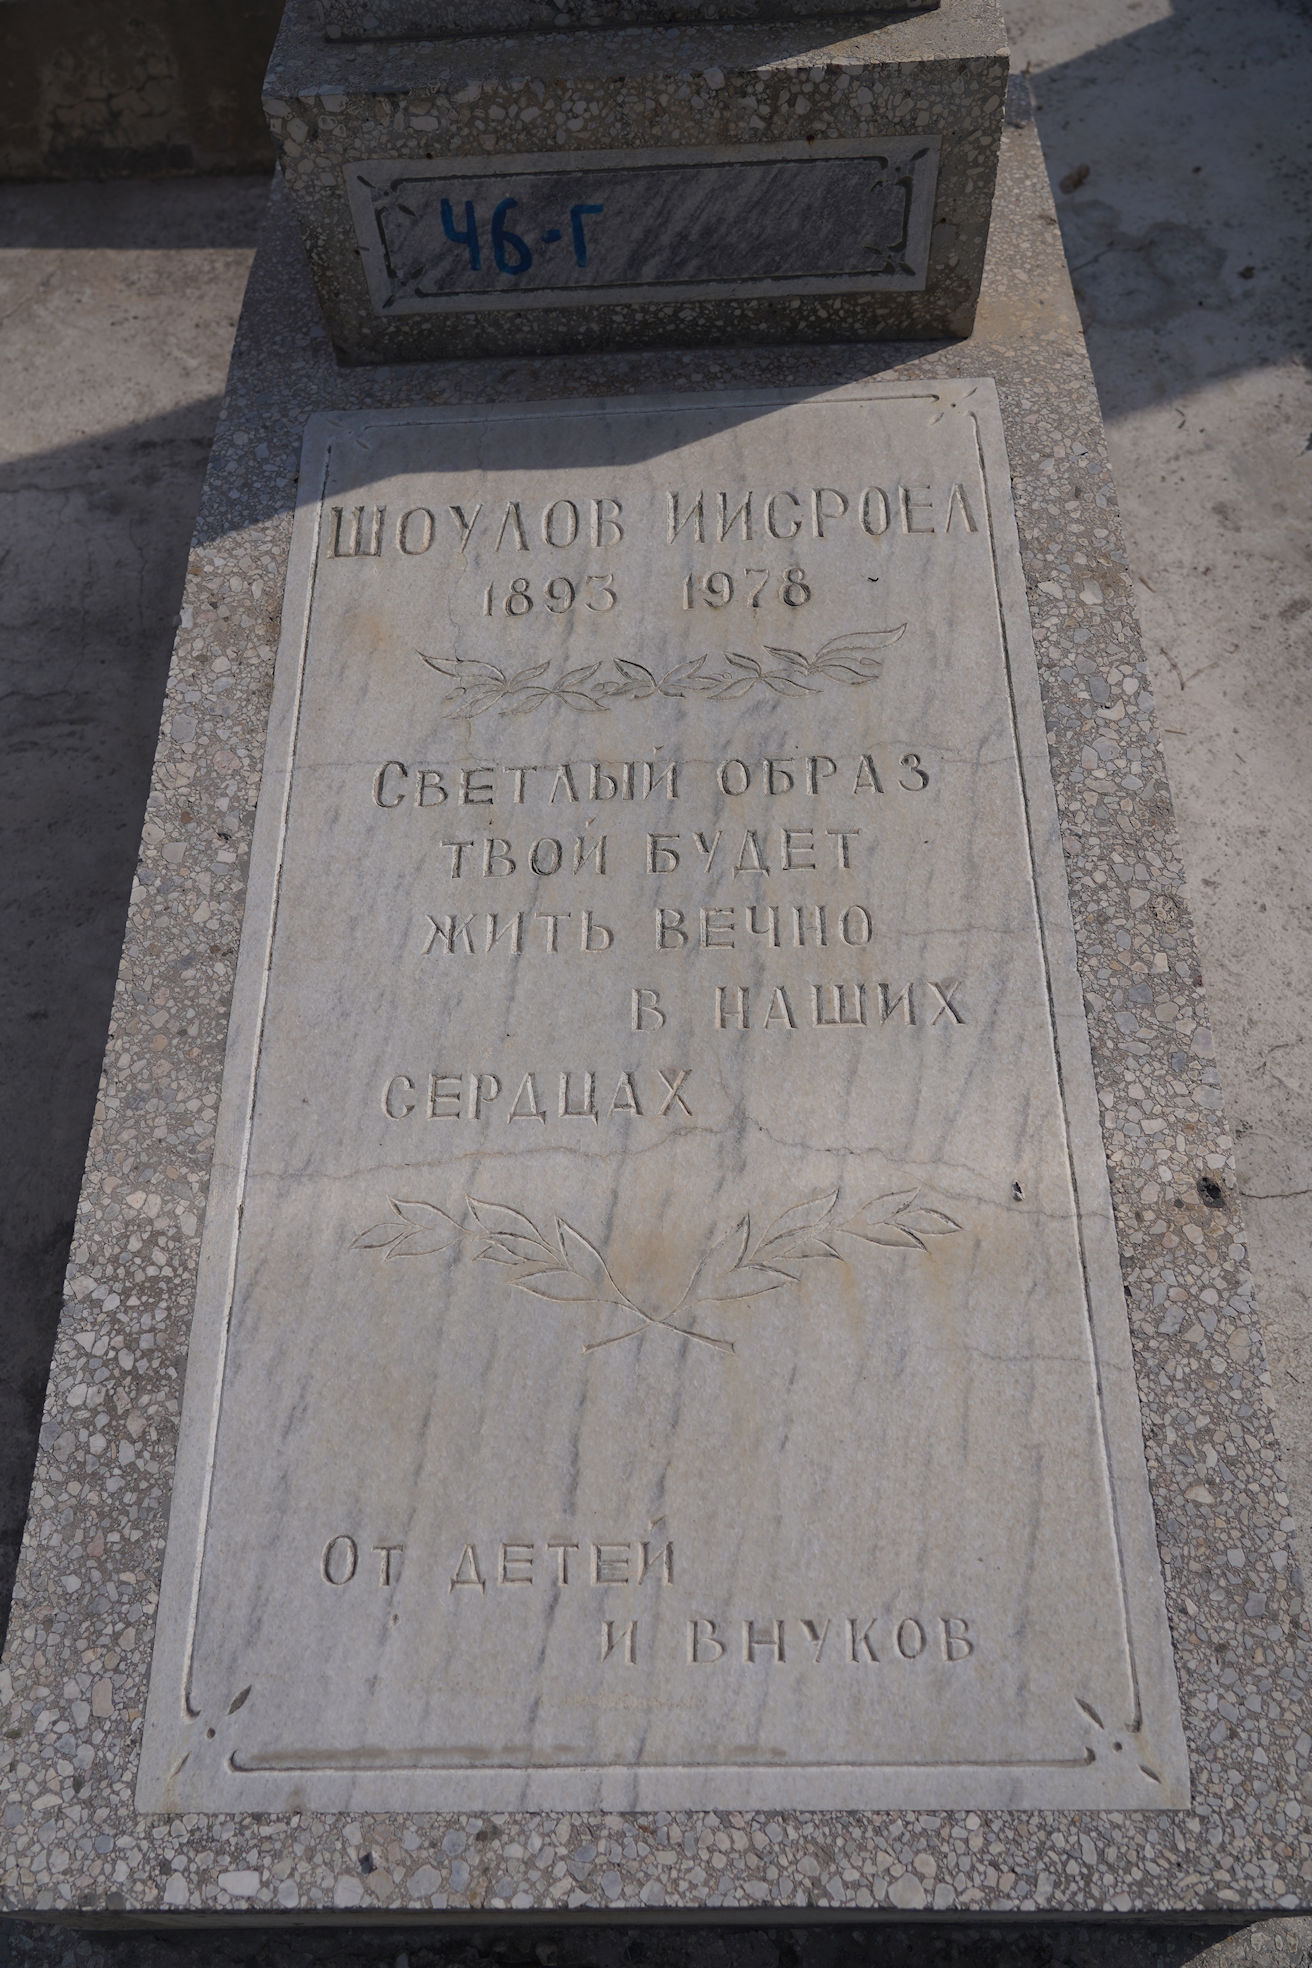 46-г
ШОУЛОВ ИИСРОЕЛ
1893 1978
СВЕТЛЫЙ ОБРАЗ
ТВОЙ БУДЕТ
ЖИТЬ ВЕЧНО
В НАШИХ
СЕРДЦАХ
ОТ ДЕТЕЙ
И ВНУКОВ